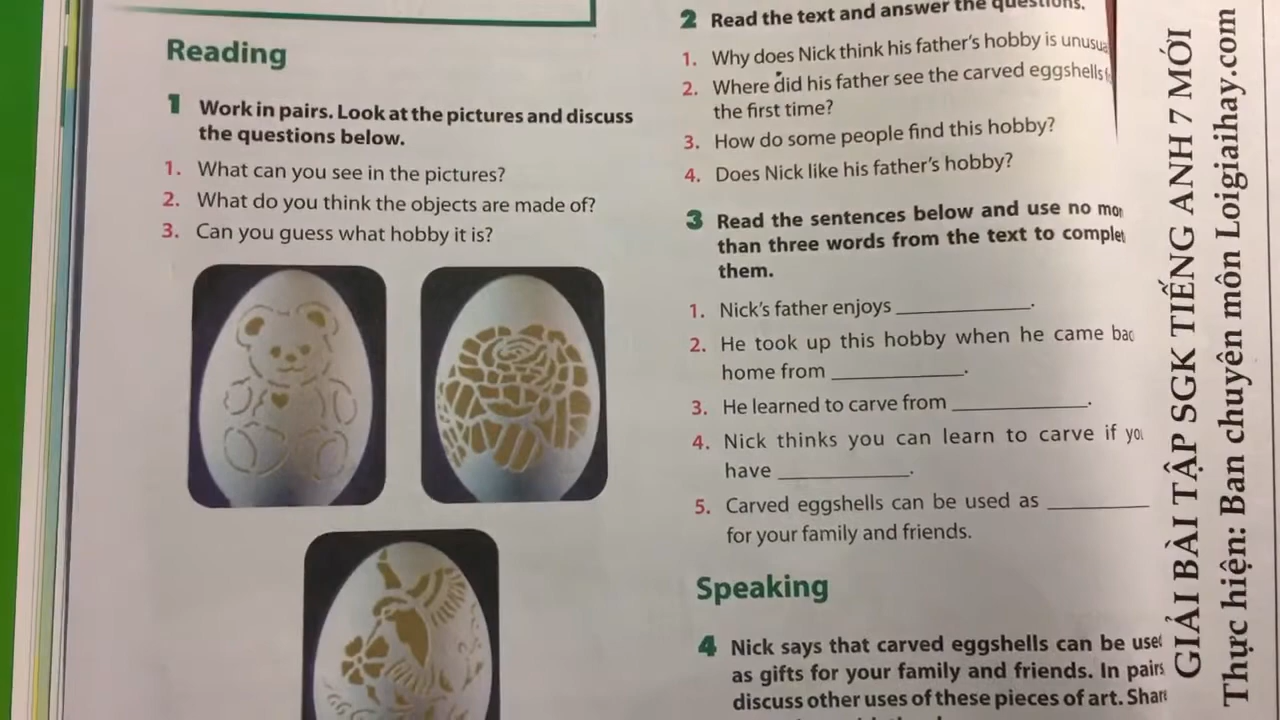 Reading
1 Work in pairs. Look at the pictures and discuss
the questions below.
1. What can you see in the pictures?
2. What do you think the objects are made of?
3. Can you guess what hobby it is?
2 Read the text and answer the questions.
1. Why does Nick think his father's hobby is
2. Where did his father see the carved eggshells
the first time?
3. How do some people find this hobby?
4. Does Nick like his father's hobby?
3 Read the sentences below and use no
than three words from the text to
them.
1. Nick's father enjoys ____________.
2. He took up this hobby when he came
home from ____________.
3. He learned to carve from ____________.
4. Nick thinks you can learn to carve if
have ____________.
5. Carved eggshells can be used as _________
for your family and friends.
Speaking
4 Nick says that carved eggshells can be
as gifts for your family and friends. In pairs
discuss other uses of these pieces of art. Share
GIẢI BÀI TẬP SGK TIẾNG ANH 7 MỚI
Thực hiện: Ban chuyên môn Loigiaihay.com